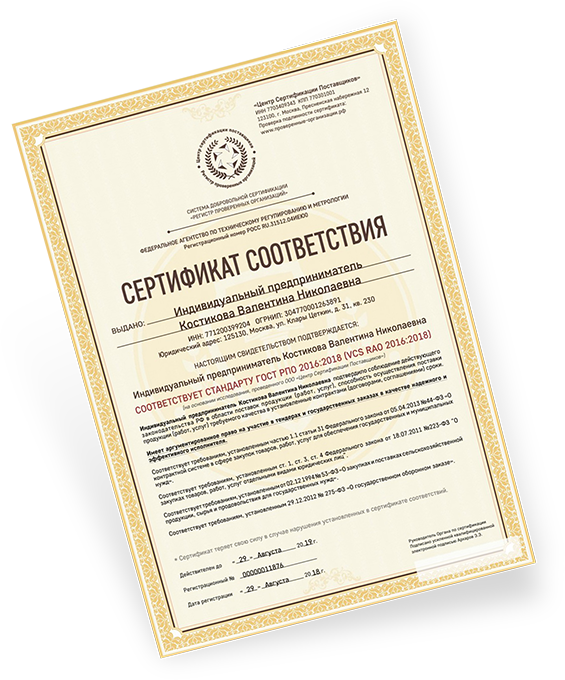 «Центр Сертификации Поставщиков»
ИНН 7703409343 КПП 770301001
123100, г. Москва, Пресненская набережная 12
Проверка подлинности сертификата:
www.проверенные-организации.рф
Центр сертификации поставщиков
Регистр проверенных организаций
СИСТЕМА ДОБРОВОЛЬНОЙ СЕРТИФИКАЦИИ
«РЕГИСТР ПРОВЕРЕННЫХ ОРГАНИЗАЦИЙ»
ФЕДЕРАЛЬНОЕ АГЕНТСТВО ПО ТЕХНИЧЕСКОМУ РЕГУЛИРОВАНИЮ И МЕТРОЛОГИИ
Регистрационный номер РОСС RU.31512.04ИЕЮ0
СЕРТИФИКАТ СООТВЕТСТВИЯ
Индивидуальный предприниматель
ВЫДАНО: Костикова Валентина Николаевна
ИНН: 771200399204 ОГРНИП: 304770001263891
Юридический адрес: 125130, Москва, ул. Клары Цеткин, д. 31, кв. 230
НАСТОЯЩИМ СВИДЕТЕЛЬСТВОМ ПОДТВЕРЖДАЕТСЯ:
Индивидуальный предприниматель Костикова Валентина Николаевна
СООТВЕТСТВУЕТ СТАНДАРТУ ГОСТ РПО 2016:2018 (VCS RAO 2016:2018)
(на основании исследования, проведенного ООО «Центр Сертификации Поставщиков»)
Индивидуальный предприниматель Костикова Валентина Николаевна подтвердило соблюдение действующего
законодательства РФ в области поставки продукции (работ, услуг), способность осуществления поставки
продукции (работ, услуг) требуемого качества в установленные контрактами (договорами, соглашениями) сроки.
Имеет аргументированное право на участие в тендерах и государственных заказах в качестве надежного и
эффективного исполнителя.
Соответствует требованиям, установленным частью 1.1 статьи 31 Федерального закона от 05.04.2013 №44-ФЗ «О
контрактной системе в сфере закупок товаров, работ, услуг для обеспечения государственных и муниципальных
нужд».
Соответствует требованиям, установленным ст. 1, ст. 3, ст. 4 Федерального закона от 18.07.2011 №223-ФЗ "О
закупках товаров, работ, услуг отдельными видами юридических лиц".
Соответствует требованиям, установленным от 02.12.1994 №53-ФЗ «О закупках и поставках сельскохозяйственной
продукции, сырья и продовольствия для государственных нужд».
Соответствует требованиям, установленным 29.12.2012 № 275-ФЗ «О государственном оборонном заказе».
Сертификат теряет свою силу в случае нарушения установленных в сертификате соответствий.
Действителен до - 29 - Августа 2019 г.
Регистрационный № 00000011876
Дата регистрации - 29 - Августа 2018 г.
Руководитель Органа по сертификации
Подписано усиленной квалифицированной
электронной подписью Аркаров Э.Э.